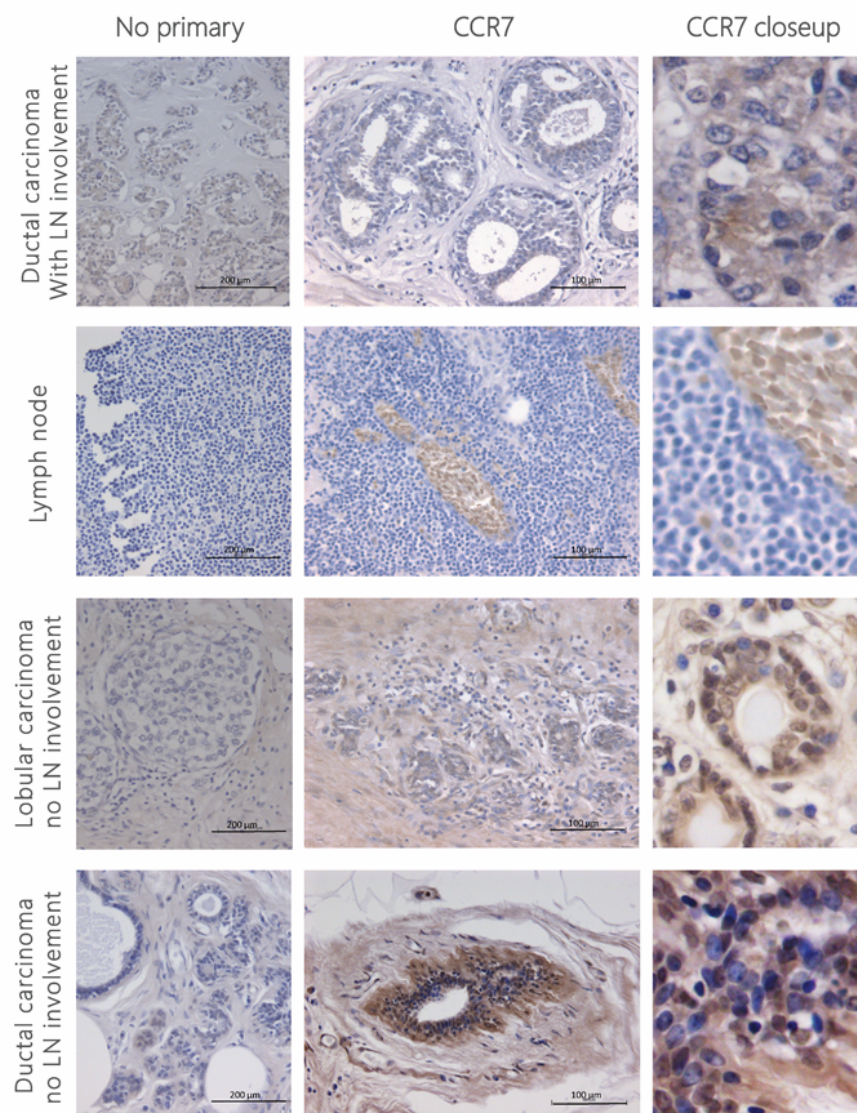 No primary
CCR7
CCR7 closeup
Ductal carcinoma
With LN involvement
200 µm
100 µm
Lymph node
200 µm
100 µm
Lobular carcinoma
no LN involvement
200 µm
100 µm
Ductal carcinoma
no LN involvement
200 µm
100 µm